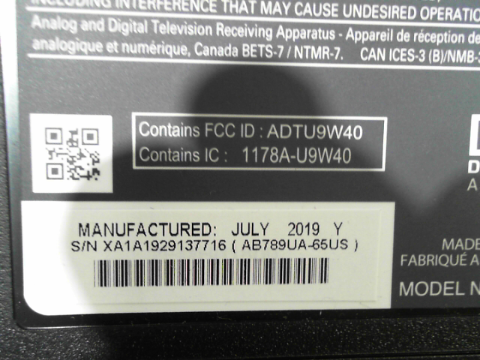 INTERFERENCE THAT MAY CAUSE UNDESIRED OPERATIO
Analog and Digital Television Receiving Apparatus - Appareil de réception de
analogique et numérique, Canada BETS-7 / NTMR-7. CAN ICES-3 (B)/NMB-3
Contains FCC ID : ADTU9W40
Contains IC : 1178A-U9W40
D
A
MANUFACTURED: JULY 2019 Y
S/N XA1A1929137716 ( AB789UA-65US )
MADE
FABRIQUÉ A
MODEL N